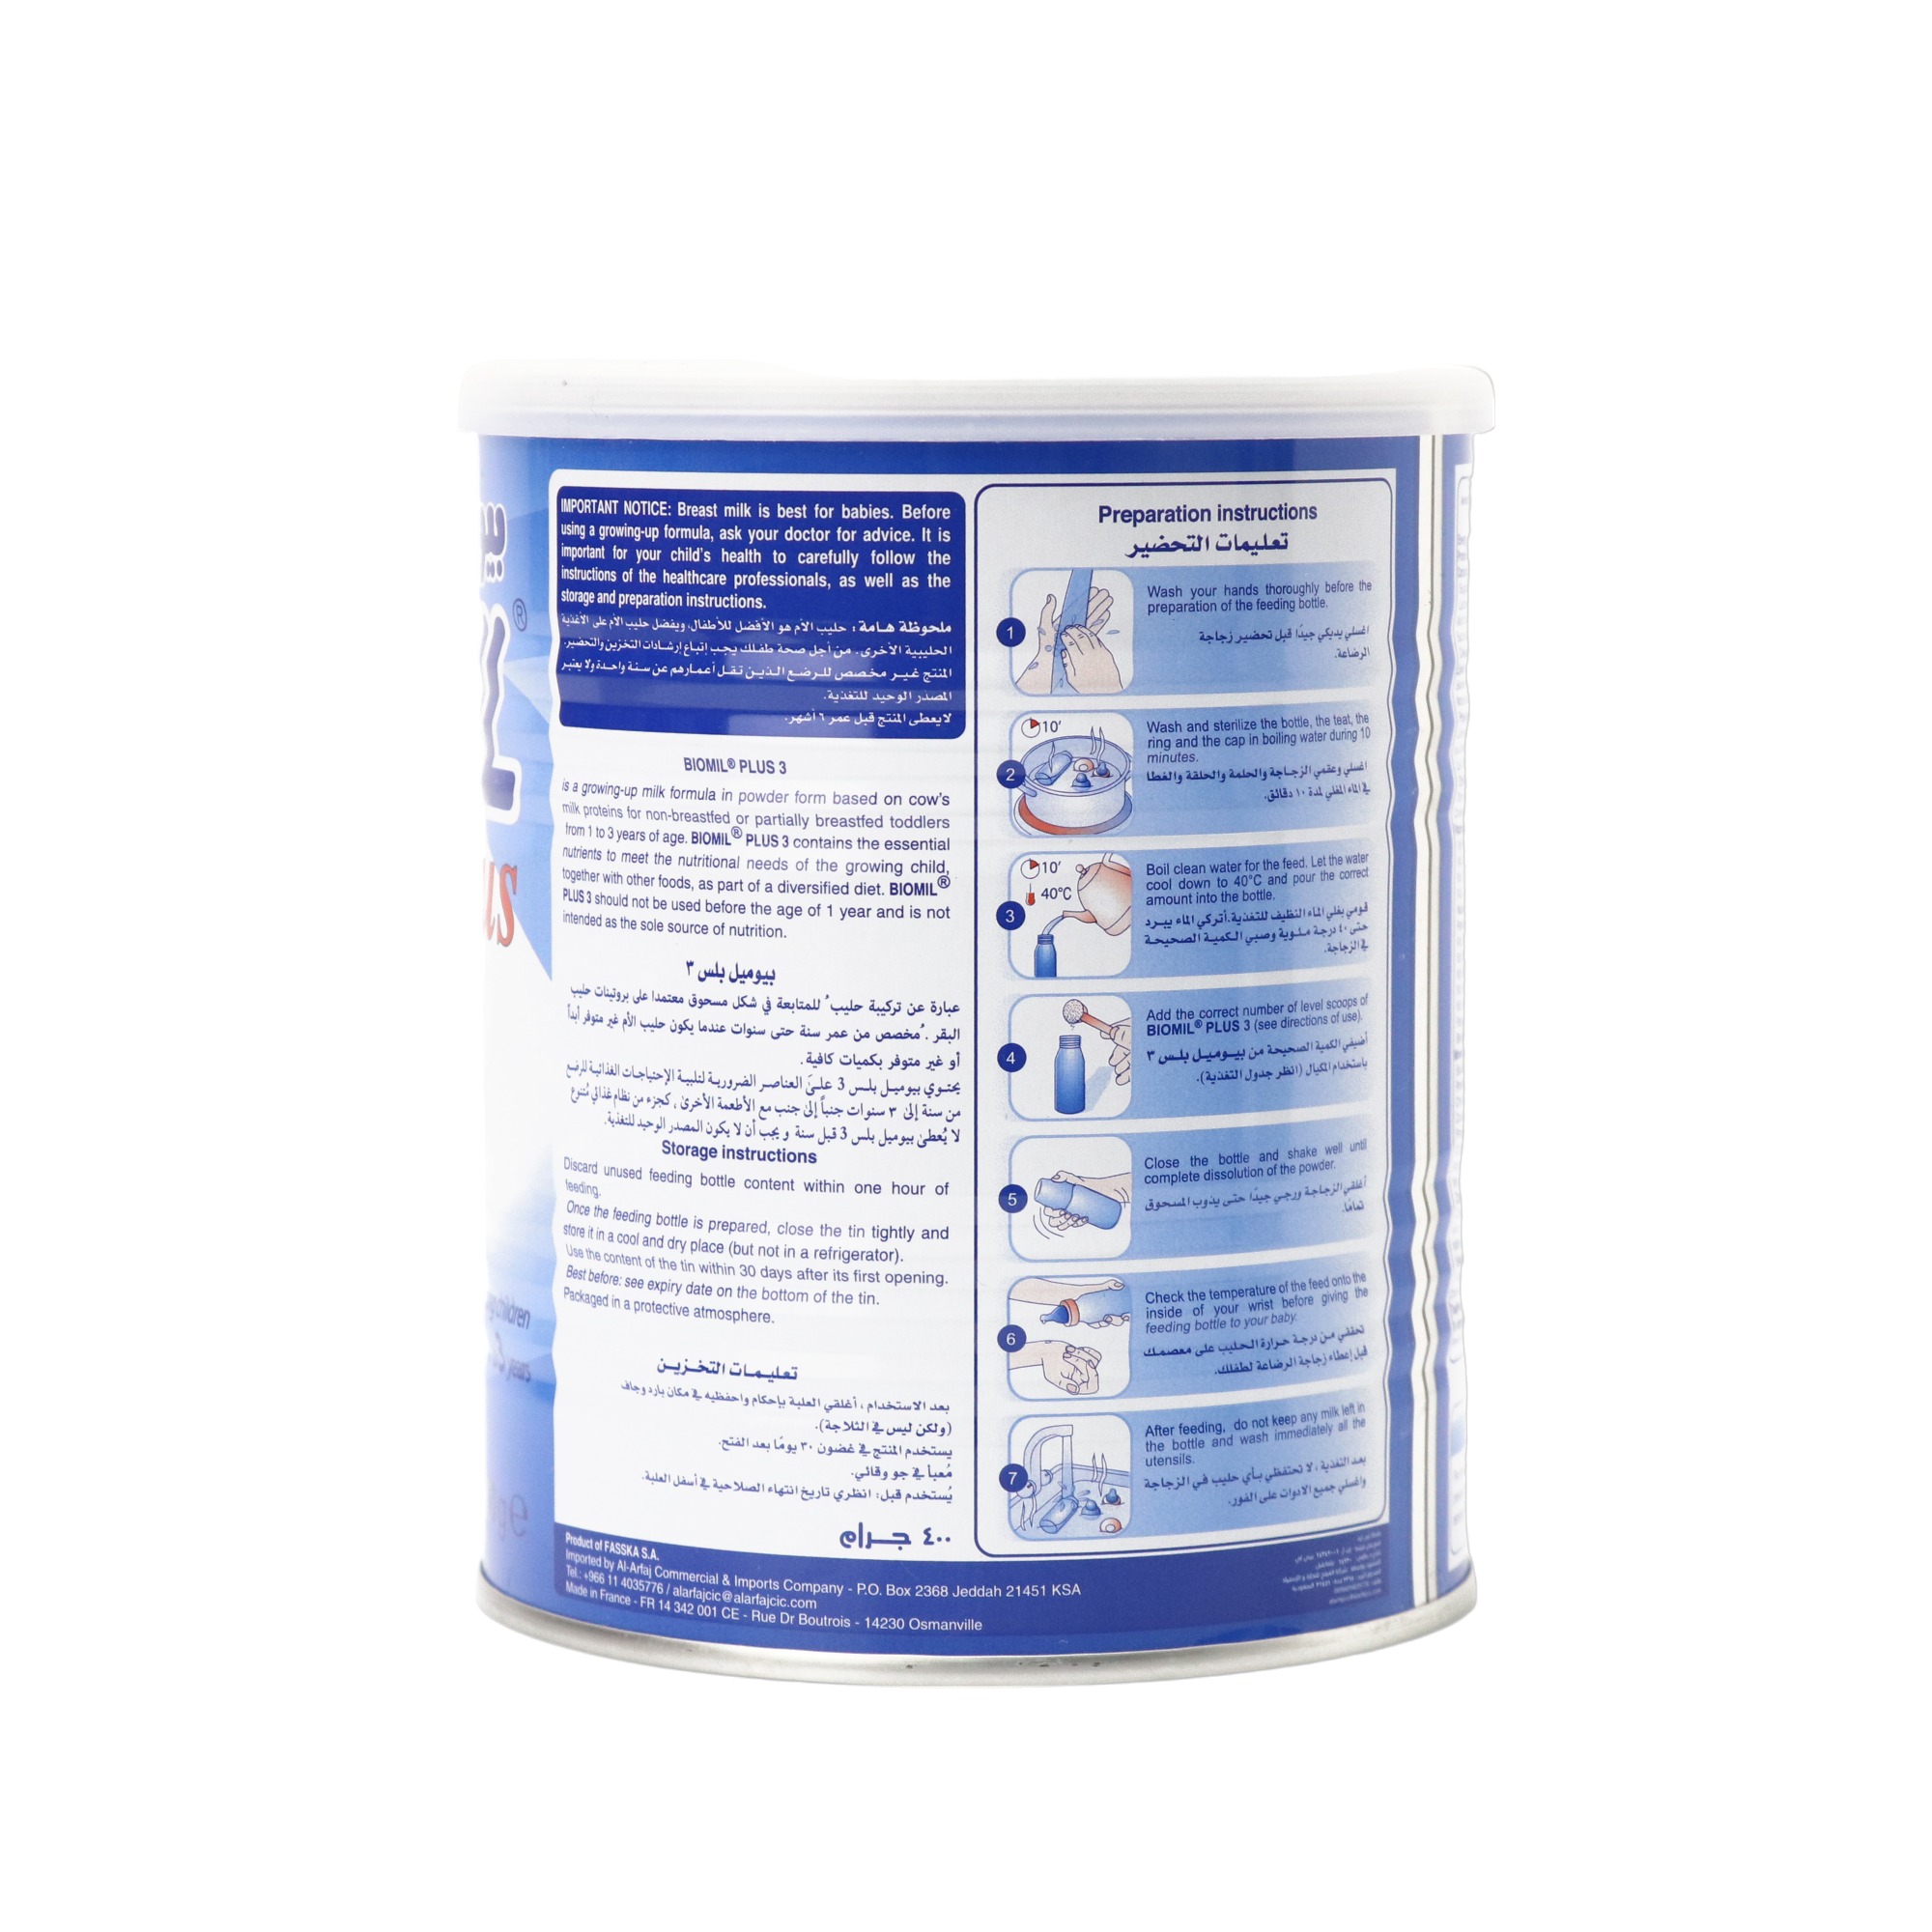 ®
us
children
3 years
g e
IMPORTANT NOTICE: Breast milk is best for babies. Before
using a growing-up formula, ask your doctor for advice. It is
important for your child's health to carefully follow the
instructions of the healthcare professionals, as well as the
storage and preparation instructions.
ملحوظة هامة : حليب الأم هو الأفضل للأطفال، ويفضل حليب الأم على الأغذية
الحليبية الأخرى. من أجل صحة طفلك يجب إتباع إرشادات التخزين والتحضير.
المنتج غير مخصص للرضع الذين تقل أعمارهم عن سنة واحدة ولا يعتبر
المصدر الوحيد للتغذية.
لا يعطى المنتج قبل عمر ٦ أشهر.
BIOMIL® PLUS 3
is a growing-up milk formula in powder form based on cow's
milk proteins for non-breastfed or partially breastfed toddlers
from 1 to 3 years of age. BIOMIL® PLUS 3 contains the essential
nutrients to meet the nutritional needs of the growing child,
together with other foods, as part of a diversified diet. BIOMIL®
PLUS 3 should not be used before the age of 1 year and is not
intended as the sole source of nutrition.
بيوميل بلس ٣
عبارة عن تركيبة حليب ُ للمتابعة في شكل مسحوق معتمدا على بروتينات حليب
البقر . ُمخصص من عمر سنة حتى سنوات عندما يكون حليب الأم غير متوفر أبداً
أو غير متوفر بكميات كافية .
يحتوي بيوميل بلس 3 علىَ العناصر الضرورية لتلبية الإحتياجات الغذائية للرضع
من سنة إلى ٣ سنوات جنباً إلى جنب مع الأطعمة الأخرى ، كجزء من نظام غذائي مُتنوع
لا يُعطى بيوميل بلس 3 قبل سنة و يجب أن لا يكون المصدر الوحيد للتغذية.
Storage instructions
Discard unused feeding bottle content within one hour of
feeding.
Once the feeding bottle is prepared, close the tin tightly and
store it in a cool and dry place (but not in a refrigerator).
Use the content of the tin within 30 days after its first opening.
Best before: see expiry date on the bottom of the tin.
Packaged in a protective atmosphere.
تعليمات التخزين
بعد الاستخدام ، أغلقي العلبة بإحكام واحفظيه في مكان بارد وجاف
(ولكن ليس في الثلاجة).
يستخدم المنتج في غضون ٣٠ يومًا بعد الفتح.
مُعبأ في جو وقائي.
يُستخدم قبل: انظري تاريخ انتهاء الصلاحية في أسفل العلبة.
٤٠٠ جرام
Product of FASSKA S.A.
Imported by Al-Arfaj Commercial & Imports Company - P.O. Box 2368 Jeddah 21451 KSA
Tel.: +966 11 4035776 / alarfajcic@alarfajcic.com
Made in France - FR 14 342 001 CE - Rue Dr Boutrois - 14230 Osmanville
Preparation instructions
تعليمات التحضير
1
Wash your hands thoroughly before the
preparation of the feeding bottle.
اغسلي يديكي جيدًا قبل تحضير زجاجة
الرضاعة.
10'
2
Wash and sterilize the bottle, the teat, the
ring and the cap in boiling water during 10
minutes.
اغسلي وعقمي الزجاجة والحلمة والحلقة والغطا
في الماء المغلي لمدة ١٠ دقائق.
10'
40°C
3
Boil clean water for the feed. Let the water
cool down to 40°C and pour the correct
amount into the bottle.
قومي بغلي الماء النظيف للتغذية. أتركي الماء يبرد
حتى ٤٠ درجة مئوية وصبي الكمية الصحيحة
في الزجاجة.
4
Add the correct number of level scoops of
BIOMIL® PLUS 3 (see directions of use).
أضيفي الكمية الصحيحة من بيوميل بلس ٣
باستخدام المكيال (انظر جدول التغذية).
5
Close the bottle and shake well until
complete dissolution of the powder.
أغلقي الزجاجة ورجي جيدًا حتى يذوب المسحوق
تمامًا.
6
Check the temperature of the feed onto the
inside of your wrist before giving the
feeding bottle to your baby.
تحققي من درجة حرارة الحليب على معصمك
قبل إعطاء زجاجة الرضاعة لطفلك.
7
After feeding, do not keep any milk left in
the bottle and wash immediately all the
utensils.
بعد التغذية ، لا تحتفظي بأي حليب في الزجاجة
واغسلي جميع الادوات على الفور.